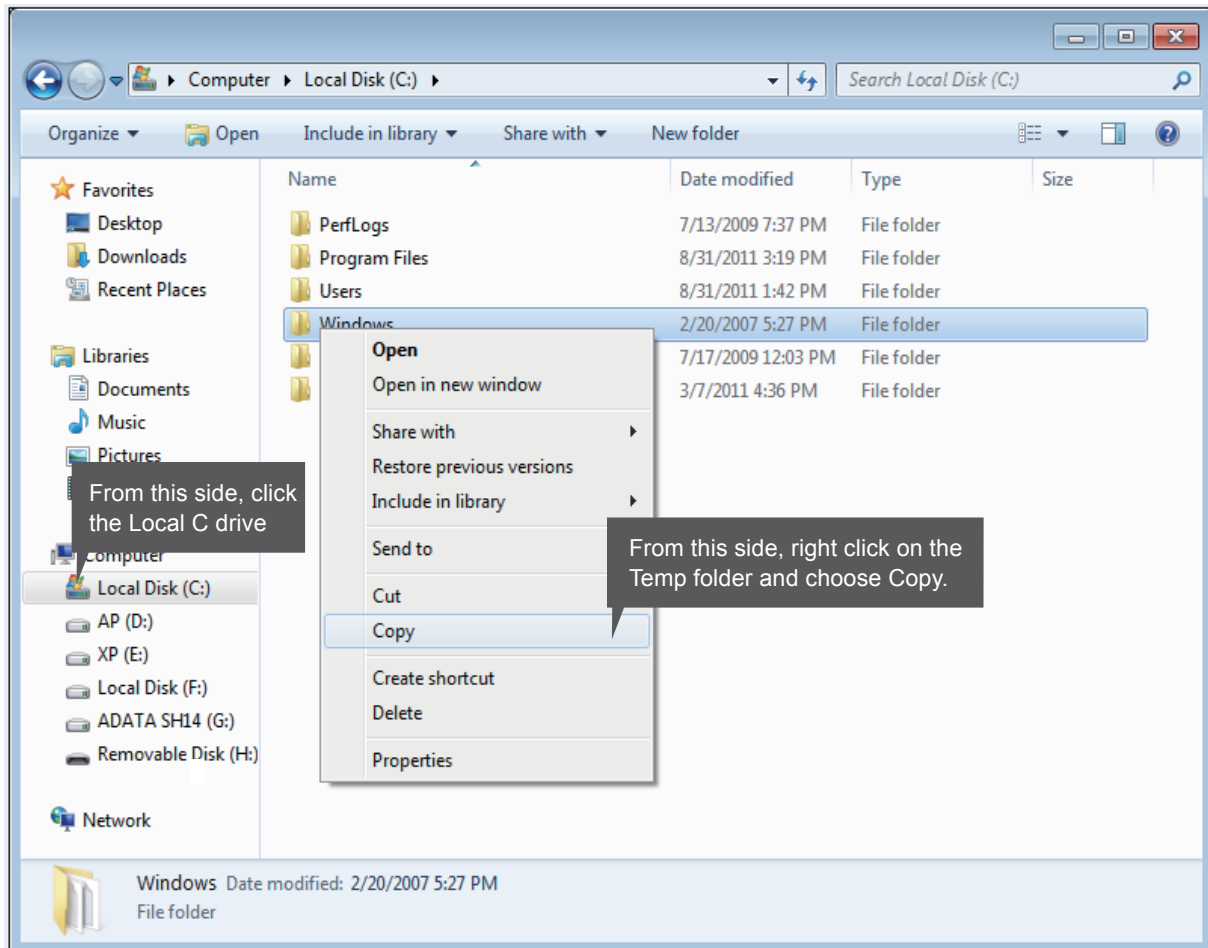 Computer ▸ Local Disk (C:) ▸
Search Local Disk (C:)
Organize
Open
Include in library
Share with
New folder
Favorites
Desktop
Downloads
Recent Places
Libraries
Documents
Music
Pictures
From this side, click
the Local C drive
Computer
Local Disk (C:)
AP (D:)
XP (E:)
Local Disk (F:)
ADATA SH14 (G:)
Removable Disk (H:)
Network
Name Date modified Type Size
PerfLogs 7/13/2009 7:37 PM File folder
Program Files 8/31/2011 3:19 PM File folder
Users 8/31/2011 1:42 PM File folder
Windows 2/20/2007 5:27 PM File folder
7/17/2009 12:03 PM File folder
3/7/2011 4:36 PM File folder
Open
Open in new window
Share with
Restore previous versions
Include in library
Send to
Cut
Copy
Create shortcut
Delete
Properties
From this side, right click on the
Temp folder and choose Copy.
Windows Date modified: 2/20/2007 5:27 PM
File folder